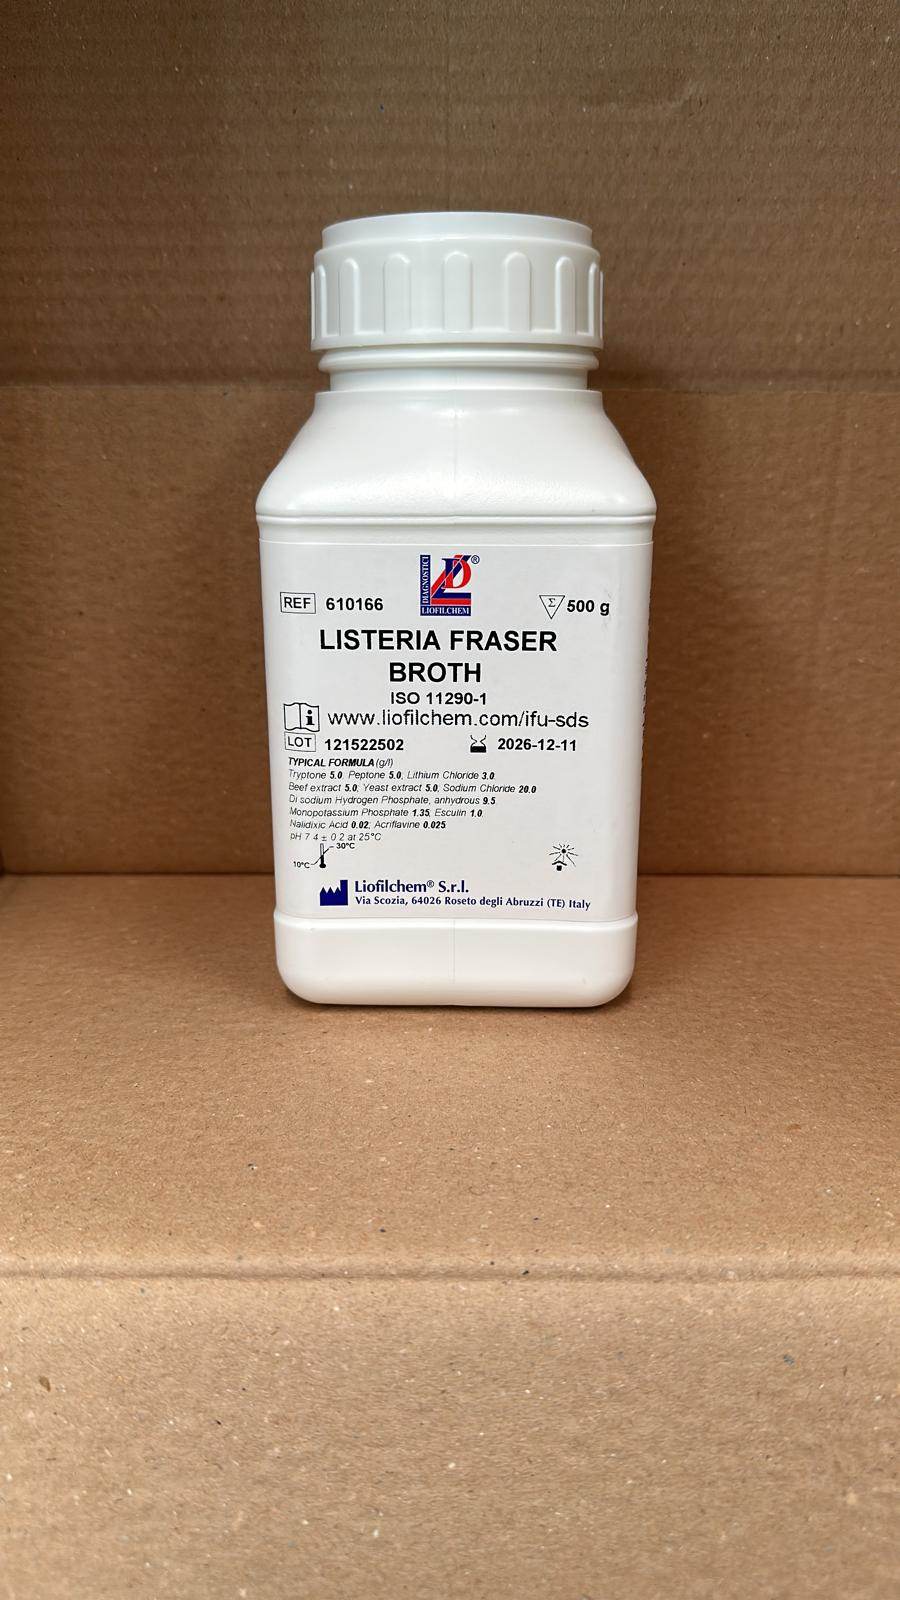 DIAGNOSTICI
LIOFILCHEM
®
REF 610166
Σ 500 g
LISTERIA FRASER
BROTH
ISO 11290-1
i www.liofilchem.com/ifu-sds
LOT 121522502 2026-12-11
TYPICAL FORMULA (g/l)
Tryptone 5.0, Peptone 5.0, Lithium Chloride 3.0
Beef extract 5.0, Yeast extract 5.0, Sodium Chloride 20.0
Di sodium Hydrogen Phosphate, anhydrous 9.5
Monopotassium Phosphate 1.35, Esculin 1.0,
Nalidixic Acid 0.02, Acriflavine 0.025
pH 7.4 ± 0.2 at 25°C
30°C
10°C
Liofilchem® S.r.l.
Via Scozia, 64026 Roseto degli Abruzzi (TE) Italy